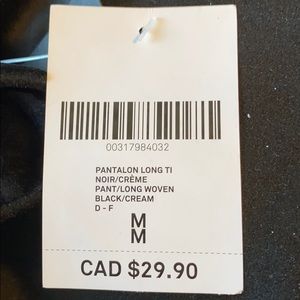 00317984032
PANTALON LONG TI
NOIR/CRÈME
PANT/LONG WOVEN
BLACK/CREAM
D - F
M
M
CAD $29.90